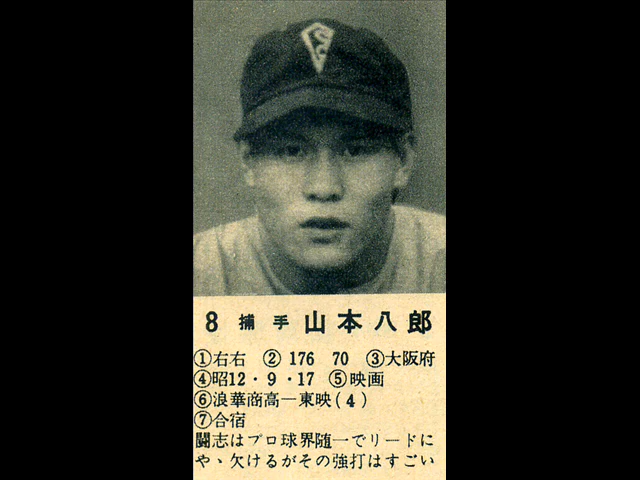 8 捕手 山本八郎
①右右 ② 176 70 ③大阪府
④昭12・9・17 ⑤映画
⑥浪華商高―東映(4)
⑦合宿
闘志はプロ球界随一でリードに
や、欠けるがその強打はすごい